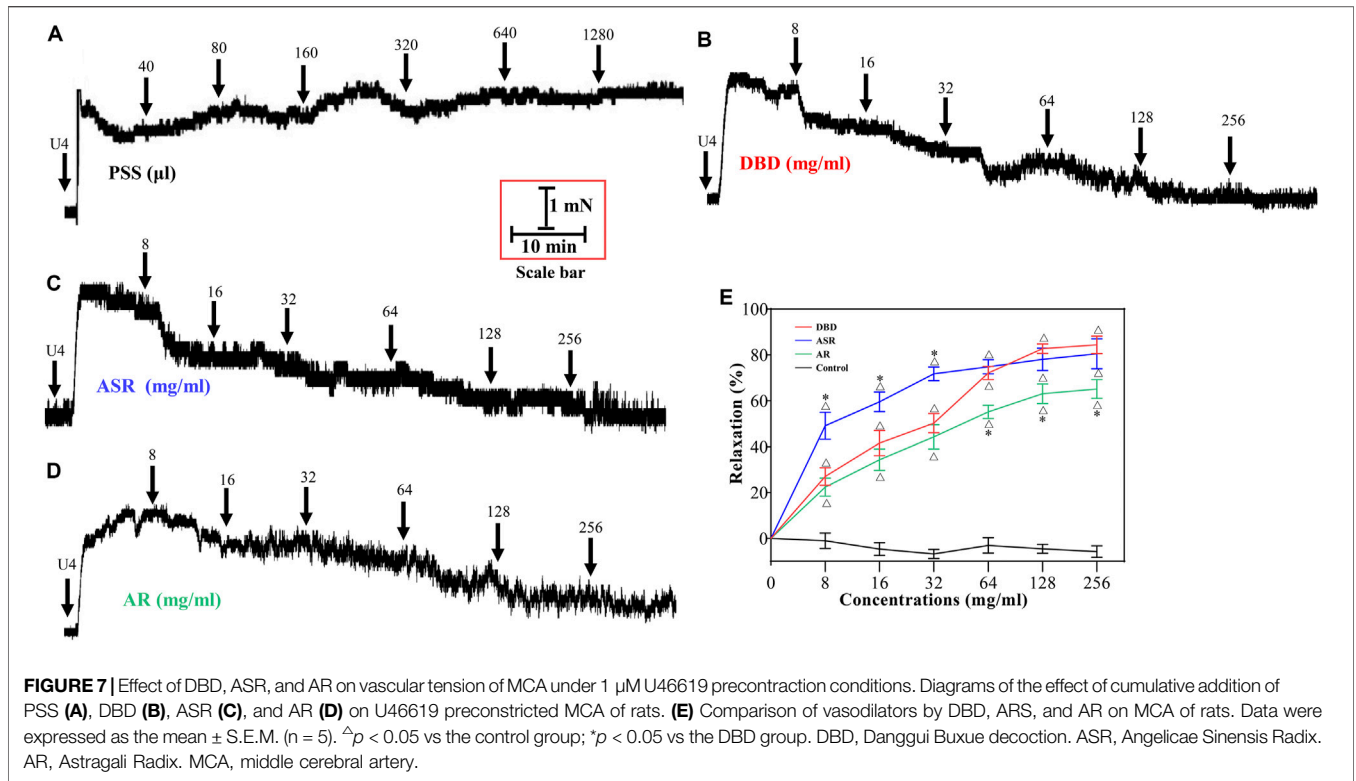 A
40
80
160
320
640
1280
U4
PSS (μl)
1 mN
10 min
Scale bar
B
8
16
32
64
128
256
U4
DBD (mg/ml)
C
8
16
32
64
128
256
U4
ASR (mg/ml)
D
8
16
32
64
128
256
U4
AR (mg/ml)
E
100
80
60
40
20
0
Relaxation (%)
DBD
ASR
AR
Control
* △ * △ * △ △ △ △
△ △ △ △ △ △
△ △ △ * △ * △ *
0 8 16 32 64 128 256
Concentrations (mg/ml)
FIGURE 7 | Effect of DBD, ASR, and AR on vascular tension of MCA under 1 μM U46619 precontraction conditions. Diagrams of the effect of cumulative addition of
PSS (A), DBD (B), ASR (C), and AR (D) on U46619 preconstricted MCA of rats. (E) Comparison of vasodilators by DBD, ARS, and AR on MCA of rats. Data were
expressed as the mean ± S.E.M. (n = 5). △p < 0.05 vs the control group; *p < 0.05 vs the DBD group. DBD, Danggui Buxue decoction. ASR, Angelicae Sinensis Radix.
AR, Astragali Radix. MCA, middle cerebral artery.